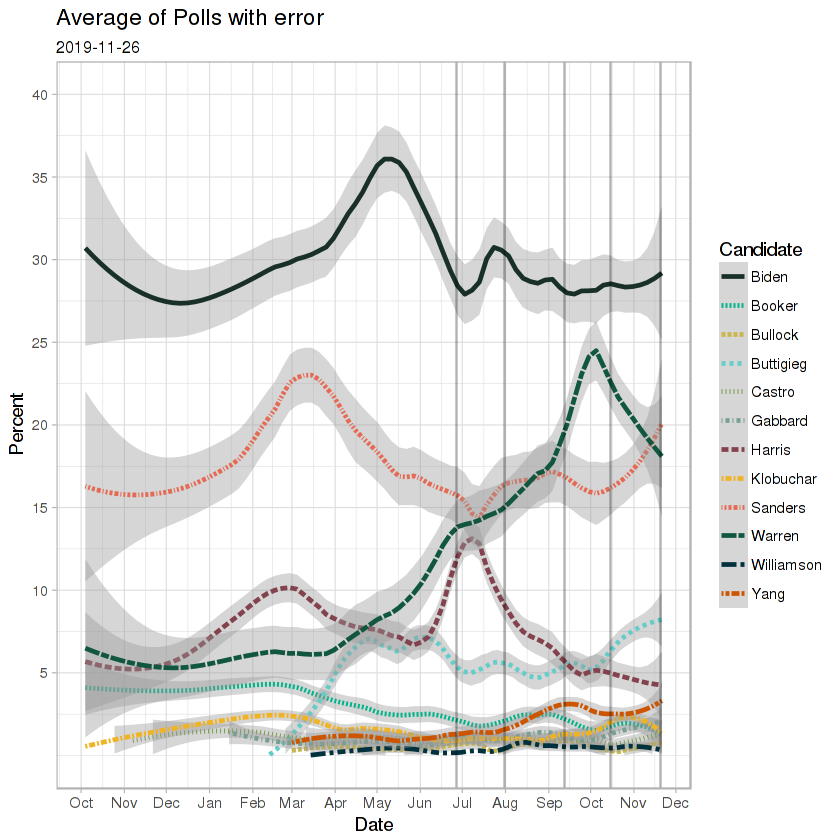 Average of Polls with error
2019-11-26
40
35
30
25
20
15
10
5
Percent
Oct Nov Dec Jan Feb Mar Apr May Jun Jul Aug Sep Oct Nov Dec
Date
Candidate
Biden
Booker
Bullock
Buttigieg
Castro
Gabbard
Harris
Klobuchar
Sanders
Warren
Williamson
Yang